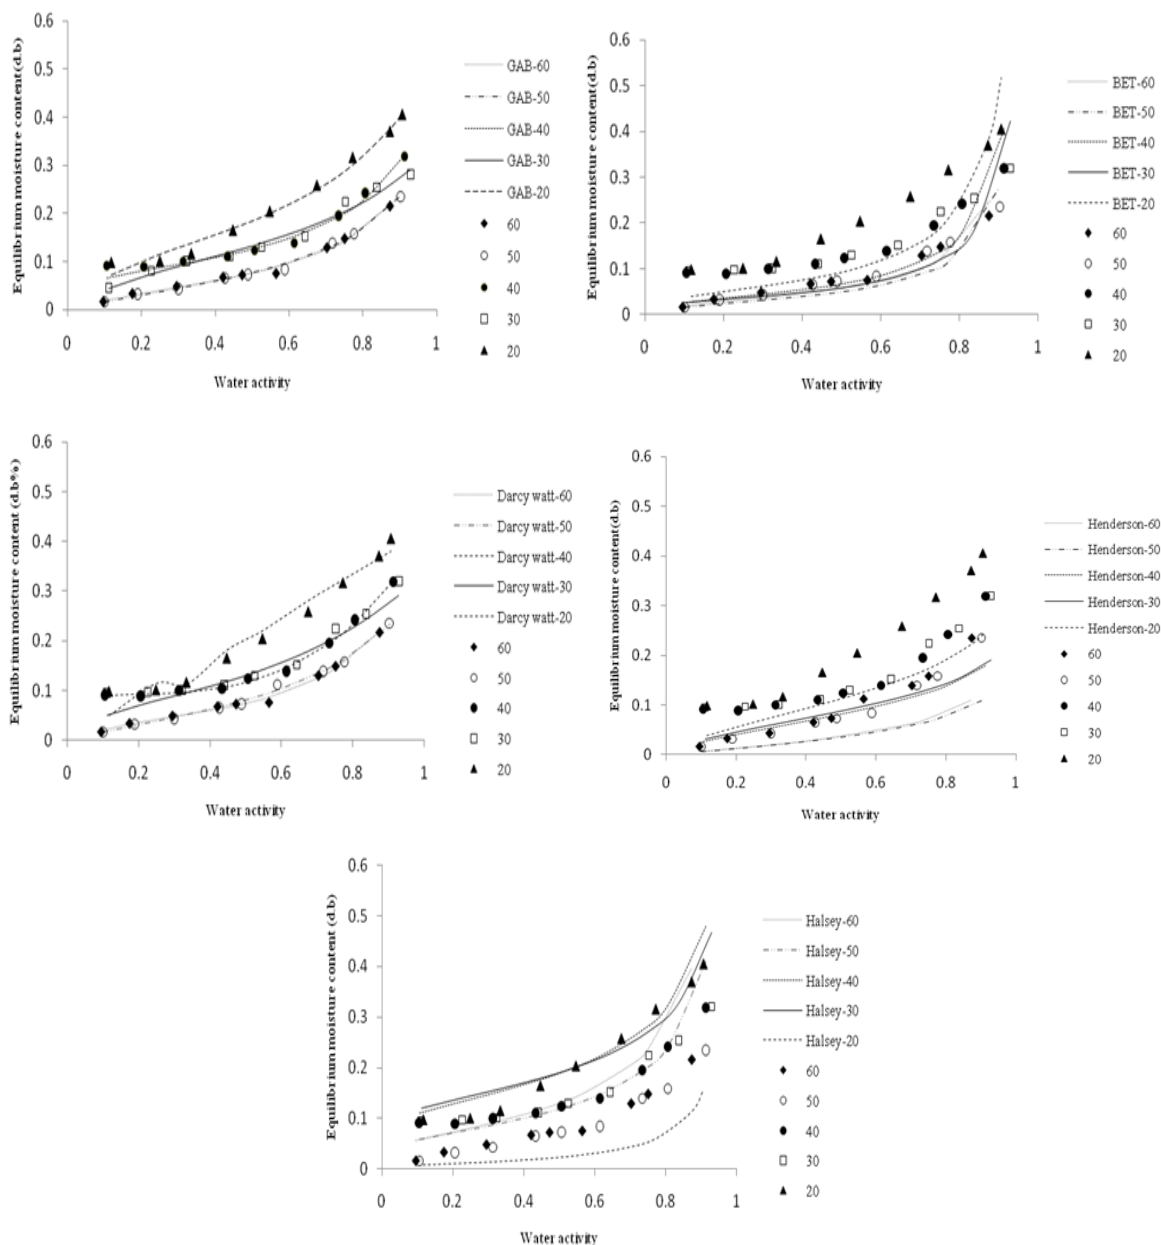 Equilibrium moisture content(d.b)
0.6
0.5
0.4
0.3
0.2
0.1
0
0
0.2
0.4
0.6
0.8
1
Water activity
GAB-60
GAB-50
GAB-40
GAB-30
GAB-20
60
50
40
30
20
Equilibrium moisture content(d.b)
0.6
0.5
0.4
0.3
0.2
0.1
0
0
0.2
0.4
0.6
0.8
1
Water activity
BET-60
BET-50
BET-40
BET-30
BET-20
60
50
40
30
20
Equilibrium moisture content (d.b%)
0.6
0.5
0.4
0.3
0.2
0.1
0
0
0.2
0.4
0.6
0.8
1
Water activity
Darcy watt-60
Darcy watt-50
Darcy watt-40
Darcy watt-30
Darcy watt-20
60
50
40
30
20
Equilibrium moisture content(d.b)
0.6
0.5
0.4
0.3
0.2
0.1
0
0
0.2
0.4
0.6
0.8
1
Water activity
Henderson-60
Henderson-50
Henderson-40
Henderson-30
Henderson-20
60
50
40
30
20
Equilibrium moisture content (d.b)
0.6
0.5
0.4
0.3
0.2
0.1
0
0
0.2
0.4
0.6
0.8
1
Water activity
Halsey-60
Halsey-50
Halsey-40
Halsey-30
Halsey-20
60
50
40
30
20